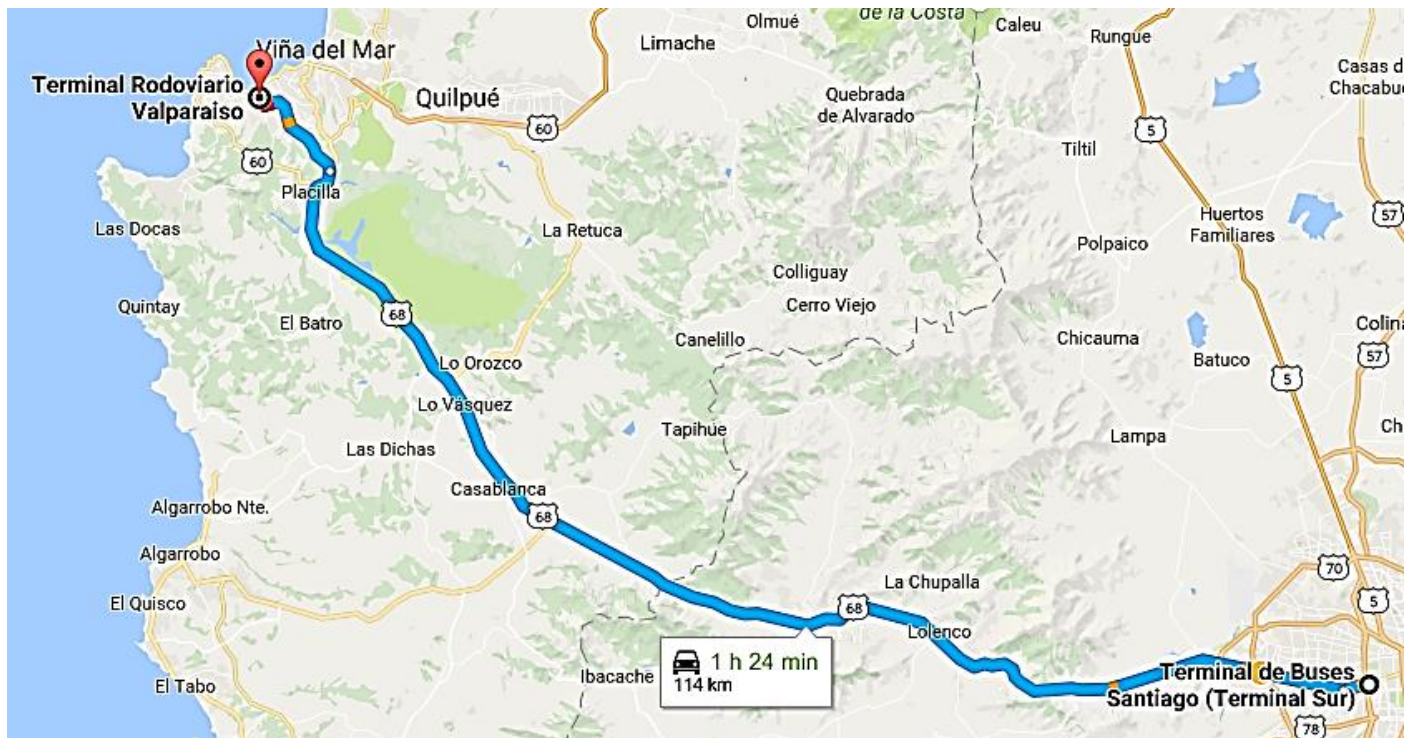 Olmué
de la Costa
Caleu
Rungue
Viña del Mar
Limache
Casas d
Chacabuc
Terminal Rodoviario
Valparaiso
Quilpué
Quebrada
de Alvarado
60
5
Tiltil
60
Placilla
57
Las Docas
La Retuca
Huertos
Familiares
Polpaico
Colliguay
Quintay
Cerro Viejo
El Batro
68
Canelillo
Chicauma
Colina
57
Batuco
Lo Orozco
5
Lo Vásquez
Tapihue
Lampa
Ch
Las Dichas
Casablanca
Algarrobo Nte.
68
Algarrobo
70
La Chupalla
El Quisco
68
5
Lolenco
1 h 24 min
114 km
Ibacache
El Tabo
Terminal de Buses
Santiago (Terminal Sur)
78